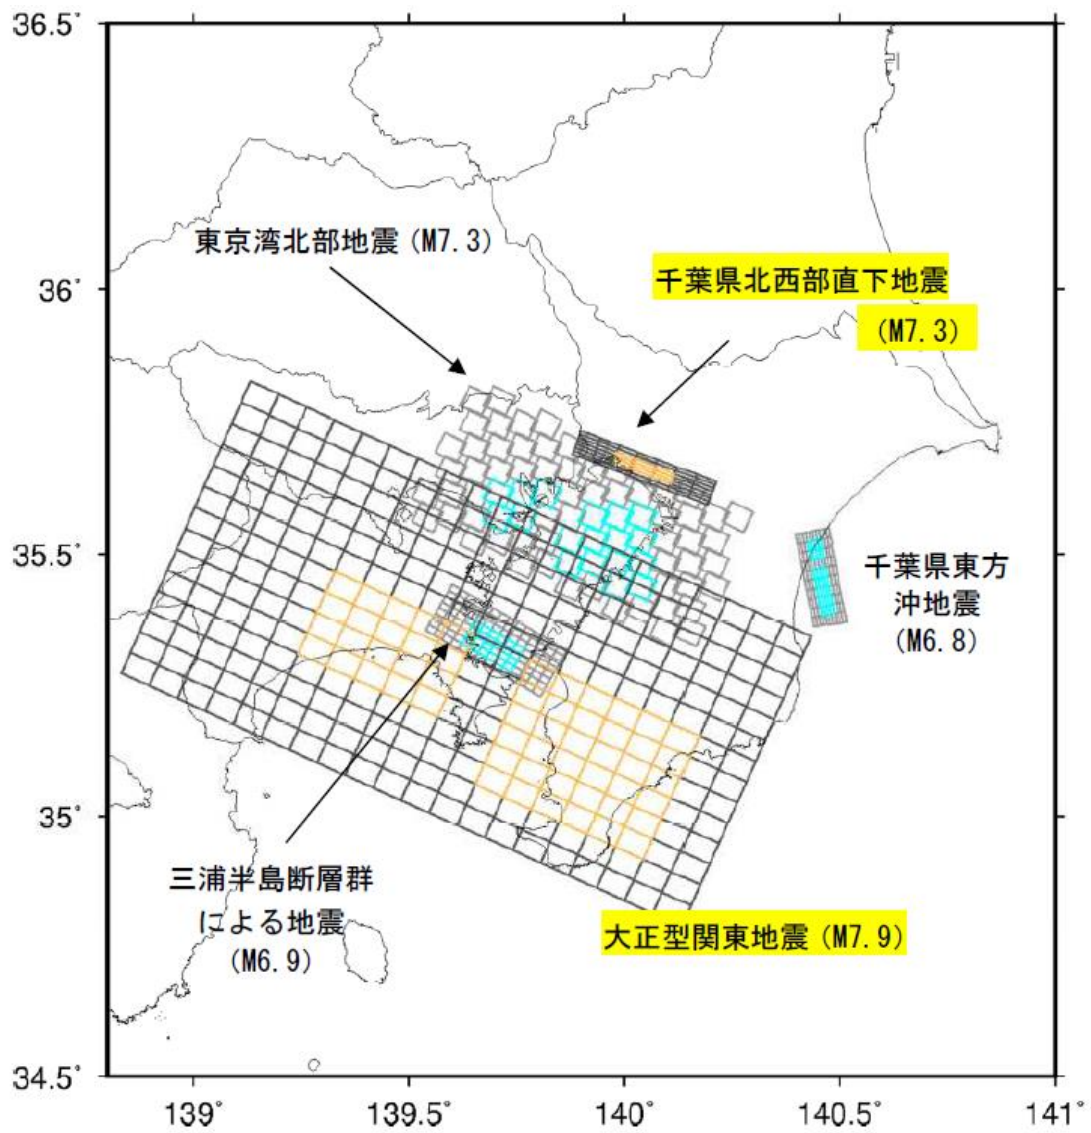 36.5°
東京湾北部地震 (M7.3)
千葉県北西部直下地震
(M7.3)
36°
35.5°
千葉県東方
沖地震
(M6.8)
35°
三浦半島断層群
による地震
(M6.9)
大正型関東地震 (M7.9)
34.5°
139°
139.5°
140°
140.5°
141°